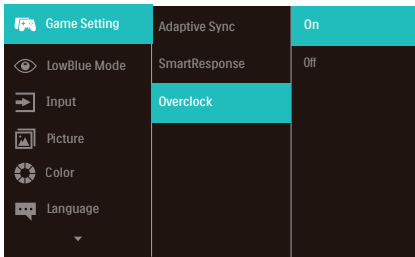 Game Setting
LowBlue Mode
Input
Picture
Color
Language
Adaptive Sync
SmartResponse
Overclock
On
Off